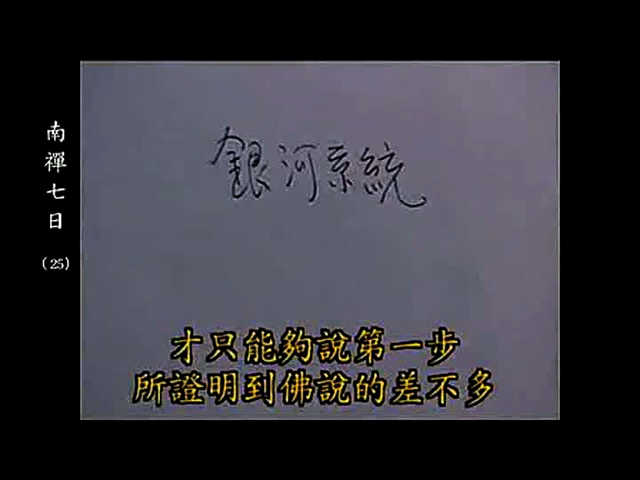 南禪七日
(25)
銀河系統
才只能夠說第一步
所證明到佛說的差不多